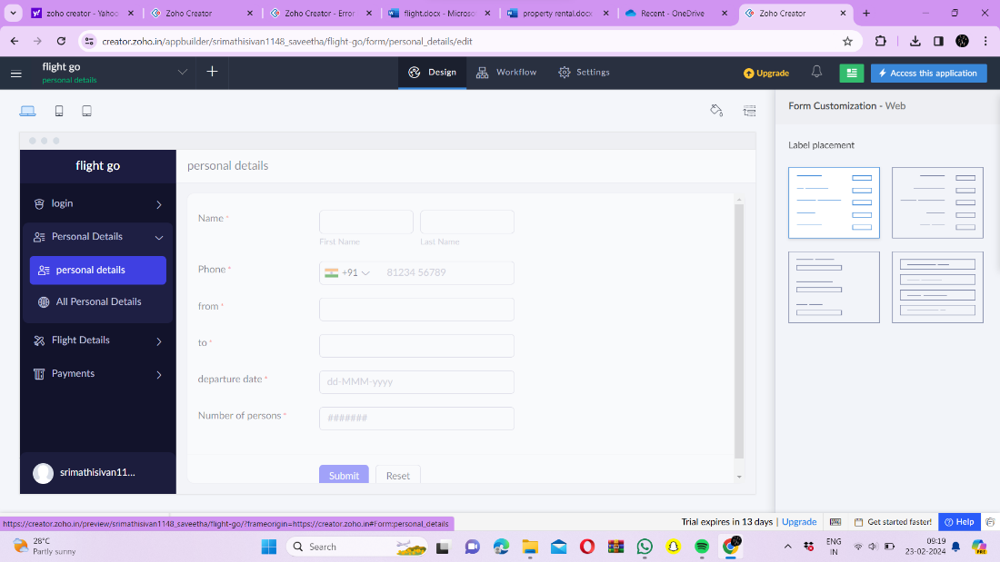 zoho creator - Yahoo
Zoho Creator
Zoho Creator - Error
flight.docx - Microso
property rental.docx
Recent - OneDrive
Zoho Creator
creator.zoho.in/appbuilder/srimathisivan1148_saveetha/flight-go/form/personal_details/edit
flight go
personal details
Design
Workflow
Settings
Upgrade
Access this application
Form Customization - Web
Label placement
flight go
login
Personal Details
personal details
All Personal Details
Flight Details
Payments
srimathisivan11...
personal details
Name *
First Name
Last Name
Phone *
+91
81234 56789
from *
to *
departure date *
dd-MMM-yyyy
Number of persons *
#######
Submit
Reset
https://creator.zoho.in/preview/srimathisivan1148_saveetha/flight-go/?frameorigin=https://creator.zoho.in#Form:personal_details
Trial expires in 13 days | Upgrade
Get started faster!
Help
28°C
Partly sunny
Search
ENG
IN
09:19
23-02-2024
PRE